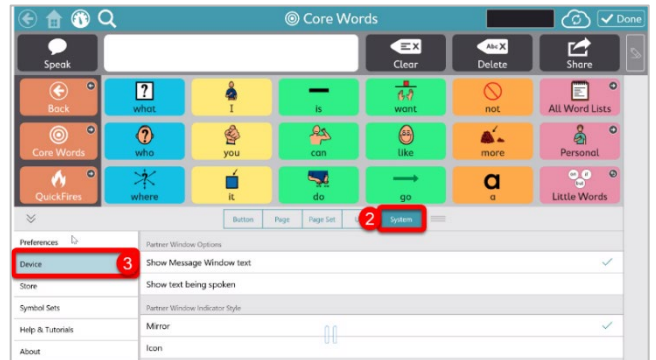 Core Words
Done
Speak
Clear
Abc X
Delete
Share
Back
what
I
is
want
not
All Word Lists
Core Words
who
you
can
like
more
Personal
QuickFires
where
it
do
go
a
a
Little Words
Button
Page
Page Set
2
System
Preferences
Partner Window Options
Device
3
Show Message Window text
Store
Show text being spoken
Symbol Sets
Partner Window Indicator Style
Help & Tutorials
Mirror
About
Icon